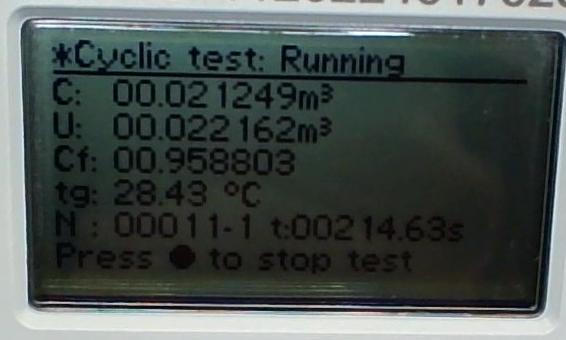 *Cyclic test: Running
C: 00.021249m³
U: 00.022162m³
Cf: 00.958803
tg: 28.43 °C
N : 00011-1 t:00214.63s
Press ● to stop test